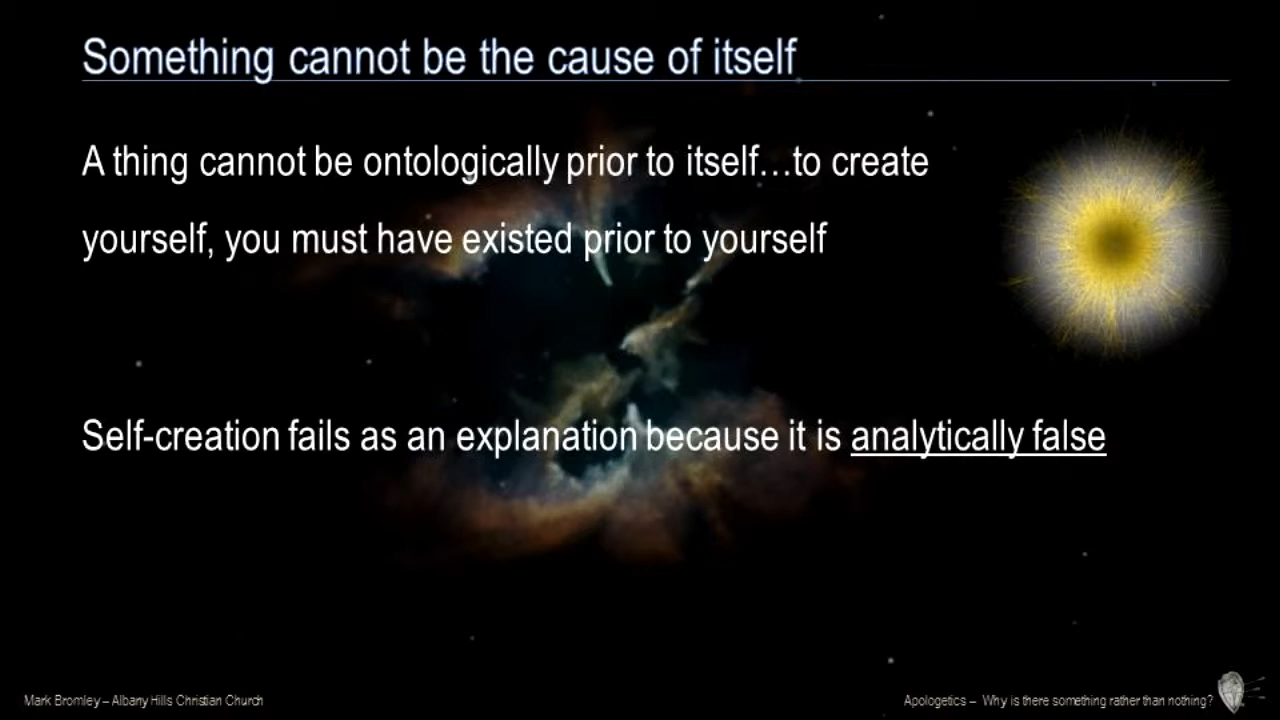 Something cannot be the cause of itself
A thing cannot be ontologically prior to itself…to create
yourself, you must have existed prior to yourself
Self-creation fails as an explanation because it is analytically false
Mark Bromley – Albany Hills Christian Church
Apologetics – Why is there something rather than nothing?